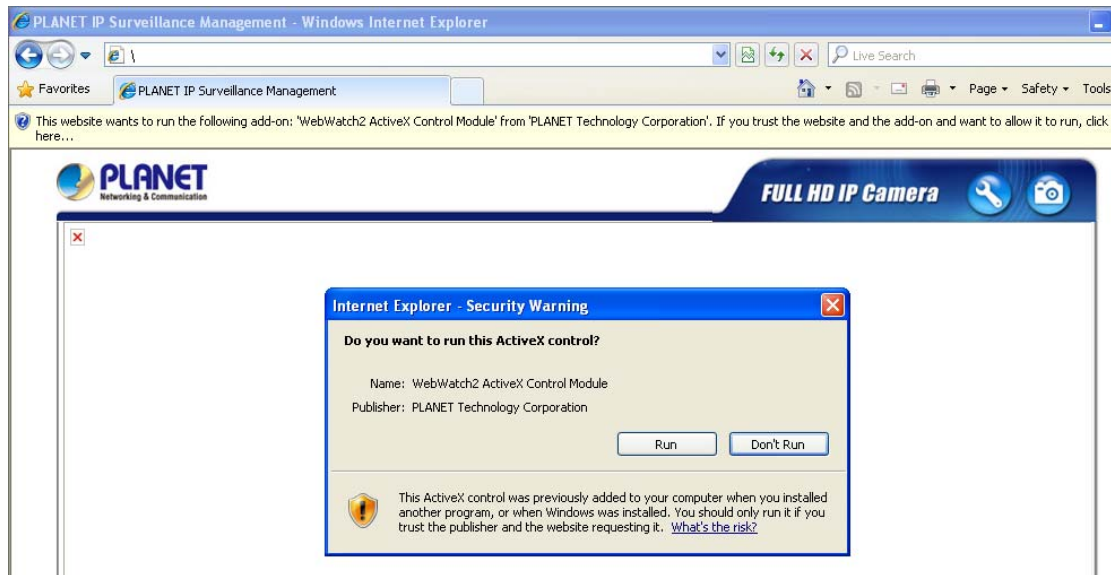 PLANET IP Surveillance Management - Windows Internet Explorer
\
Live Search
Favorites
PLANET IP Surveillance Management
Page
Safety
Tools
This website wants to run the following add-on: 'WebWatch2 ActiveX Control Module' from 'PLANET Technology Corporation'. If you trust the website and the add-on and want to allow it to run, click
here...
PLANET
Networking & Communication
FULL HD IP Camera
Internet Explorer - Security Warning
Do you want to run this ActiveX control?
Name: WebWatch2 ActiveX Control Module
Publisher: PLANET Technology Corporation
Run
Don't Run
This ActiveX control was previously added to your computer when you installed
another program, or when Windows was installed. You should only run it if you
trust the publisher and the website requesting it. What's the risk?